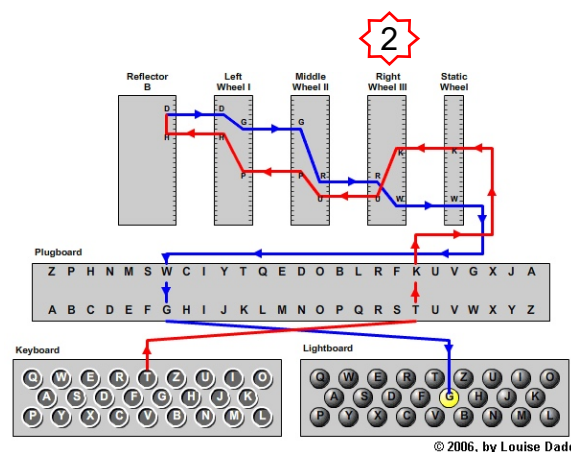 2
Reflector B
Left Wheel I
Middle Wheel II
Right Wheel III
Static Wheel
D D
G G
H H
K K
P P R R
U U W W
Plugboard
Z P H N M S W C I Y T Q E D O B L R F K U V G X J A
A B C D E F G H I J K L M N O P Q R S T U V W X Y Z
Keyboard
Q W E R T Z U I O
A S D F G H J K
P Y X C V B N M L
Lightboard
Q W E R T Z U I O
A S D F G H J K
P Y X C V B N M L
© 2006, by Louise Dade